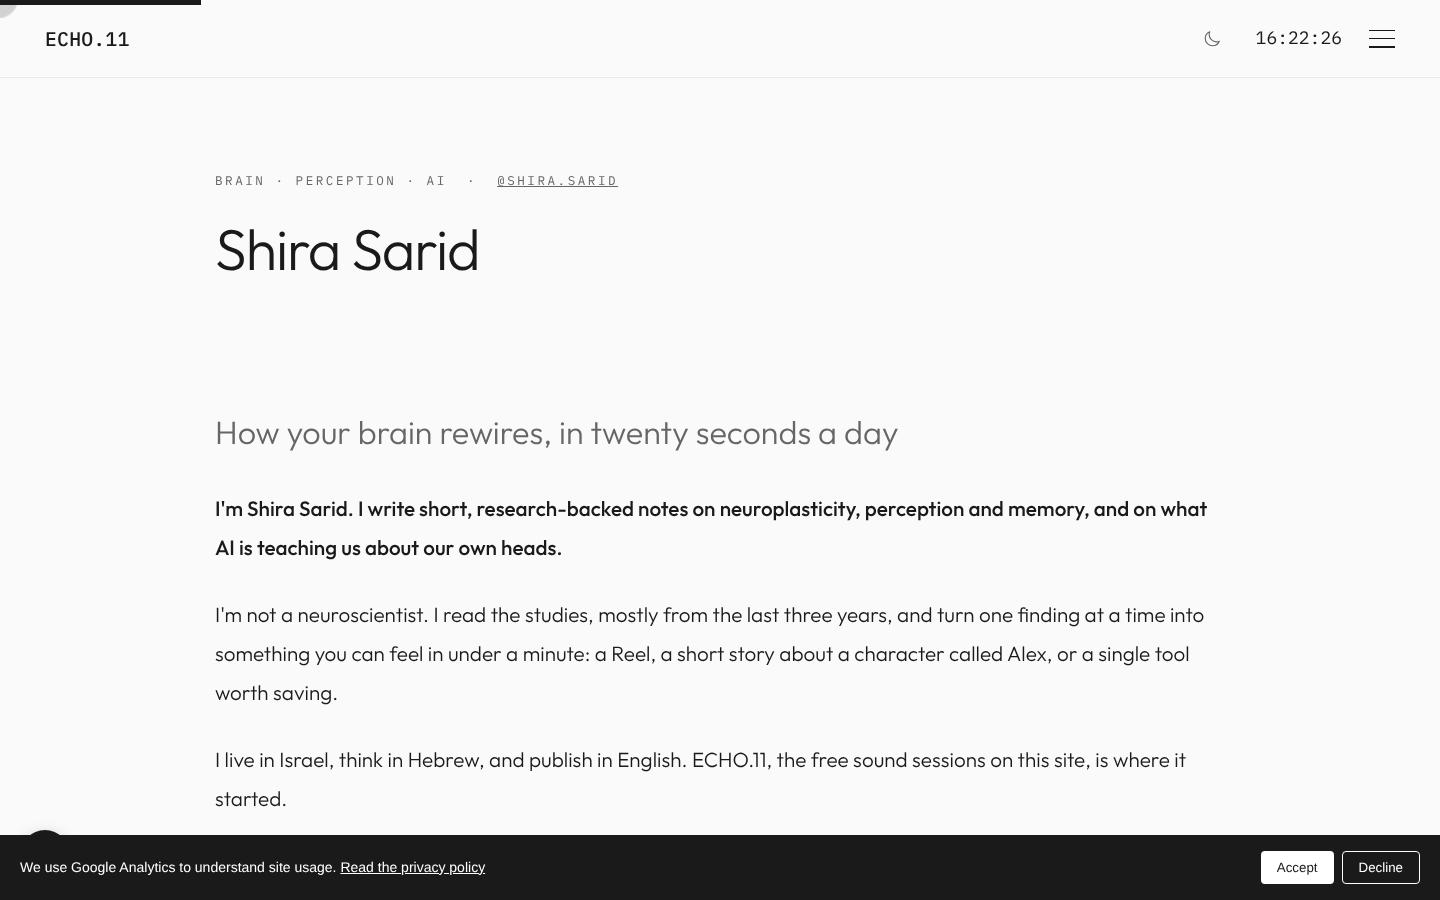 ECHO.11
16:22:26
BRAIN · PERCEPTION · AI · @SHIRA.SARID
Shira Sarid
How your brain rewires, in twenty seconds a day
I'm Shira Sarid. I write short, research-backed notes on neuroplasticity, perception and memory, and on what
AI is teaching us about our own heads.
I'm not a neuroscientist. I read the studies, mostly from the last three years, and turn one finding at a time into
something you can feel in under a minute: a Reel, a short story about a character called Alex, or a single tool
worth saving.
I live in Israel, think in Hebrew, and publish in English. ECHO.11, the free sound sessions on this site, is where it
started.
We use Google Analytics to understand site usage. Read the privacy policy
Accept
Decline